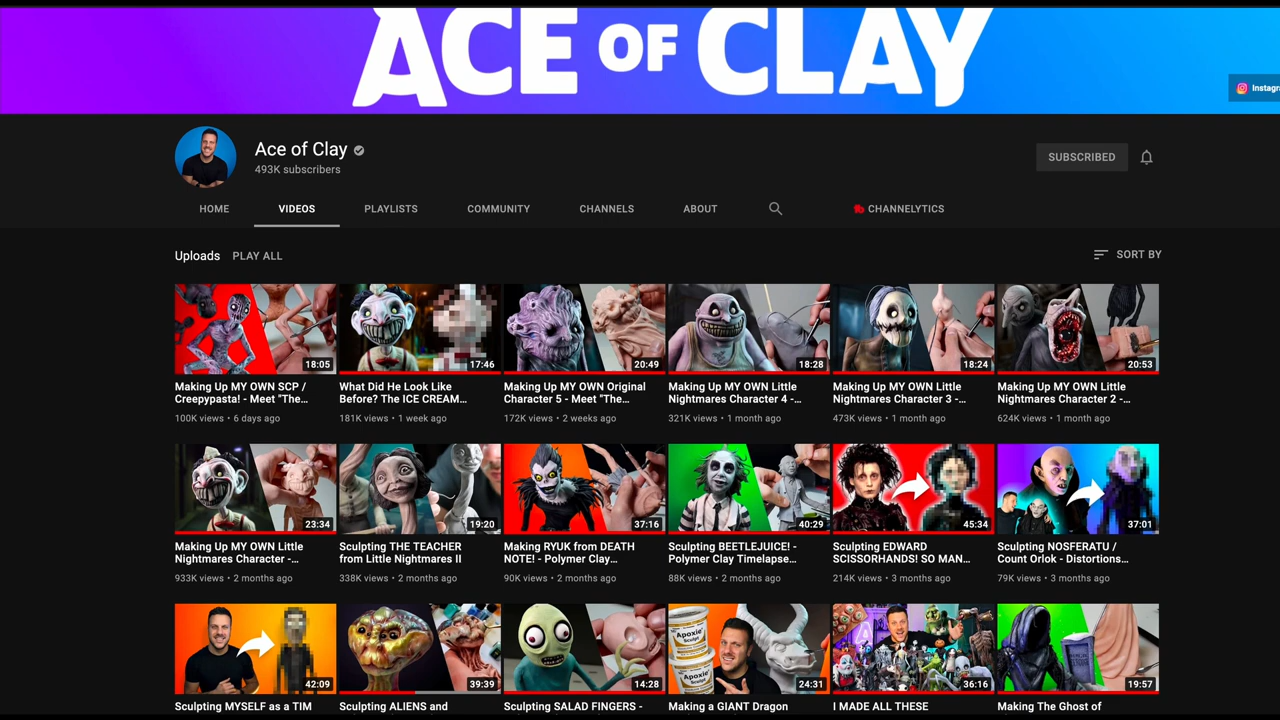 ACE OF CLAY
Instagra
Ace of Clay
493K subscribers
SUBSCRIBED
HOME VIDEOS PLAYLISTS COMMUNITY CHANNELS ABOUT CHANNELYTICS
Uploads PLAY ALL SORT BY
18:05 17:46 20:49 18:28 18:24 20:53
Making Up MY OWN SCP / What Did He Look Like Making Up MY OWN Original Making Up MY OWN Little Making Up MY OWN Little Making Up MY OWN Little
Creepypasta! - Meet "The... Before? The ICE CREAM... Character 5 - Meet "The... Nightmares Character 4 -... Nightmares Character 3 -... Nightmares Character 2 -...
100K views • 6 days ago 181K views • 1 week ago 172K views • 2 weeks ago 321K views • 1 month ago 473K views • 1 month ago 624K views • 1 month ago
23:34 19:20 37:16 40:29 45:34 37:01
Making Up MY OWN Little Sculpting THE TEACHER Making RYUK from DEATH Sculpting BEETLEJUICE! - Sculpting EDWARD Sculpting NOSFERATU /
Nightmares Character -... from Little Nightmares II NOTE! - Polymer Clay... Polymer Clay Timelapse... SCISSORHANDS! SO MAN... Count Orlok - Distortions...
933K views • 2 months ago 338K views • 2 months ago 90K views • 2 months ago 88K views • 2 months ago 214K views • 3 months ago 79K views • 3 months ago
Apoxie
Sculpt
Apoxie
Sculpt
42:09 39:39 14:28 24:31 36:16 19:57
Sculpting MYSELF as a TIM Sculpting ALIENS and Sculpting SALAD FINGERS - Making a GIANT Dragon I MADE ALL THESE Making The Ghost of